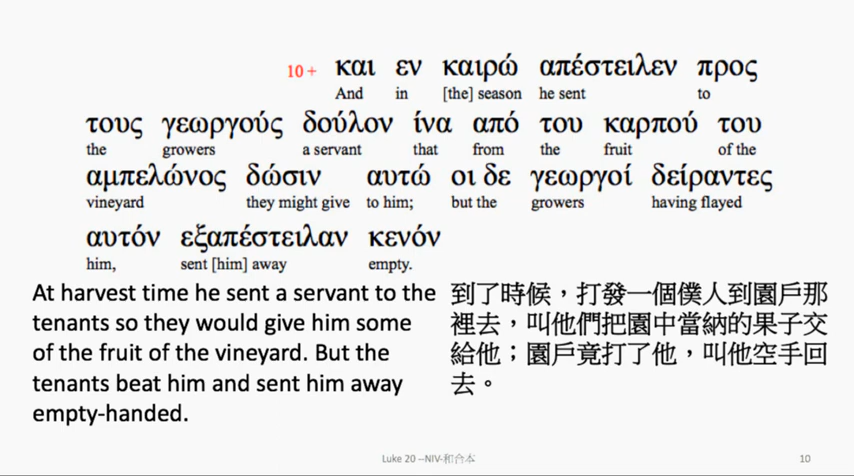 10 + και εν καιρώ απέστειλεν προς
And in [the] season he sent to
τους γεωργούς δούλον ίνα από του καρπού του
the growers a servant that from the fruit of the
αμπελώνος δώσιν αυτώ οι δε γεωργοί δείραντες
vineyard they might give to him; but the growers having flayed
αυτόν εξαπέστειλαν κενόν
him, sent [him] away empty.
At harvest time he sent a servant to the
tenants so they would give him some
of the fruit of the vineyard. But the
tenants beat him and sent him away
empty-handed.
到了時候，打發一個僕人到園戶那
裡去，叫他們把園中當納的果子交
給他；園戶竟打了他，叫他空手回
去。
Luke 20 --NIV-和合本
10